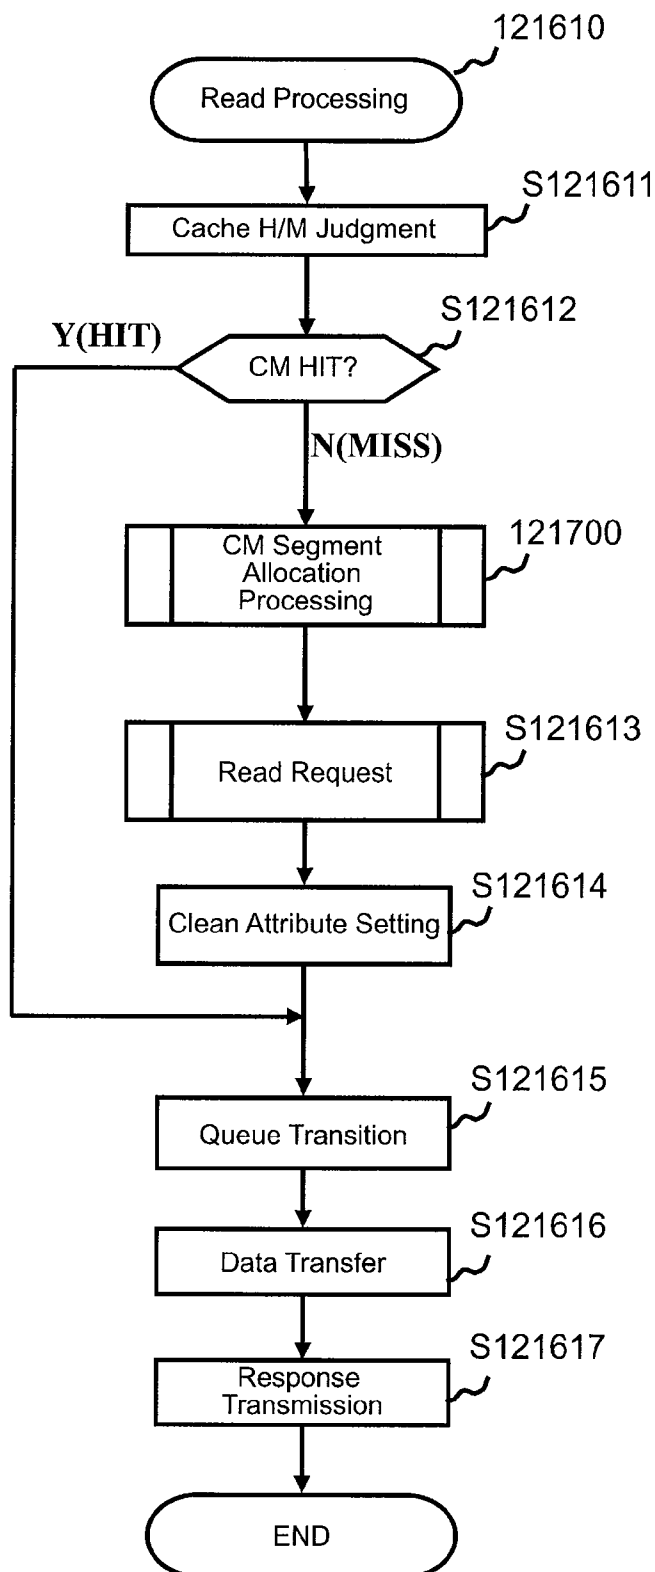 121610
Read Processing
S121611
Cache H/M Judgment
S121612
Y(HIT)
CM HIT?
N(MISS)
121700
CM Segment
Allocation
Processing
S121613
Read Request
S121614
Clean Attribute Setting
S121615
Queue Transition
S121616
Data Transfer
S121617
Response
Transmission
END